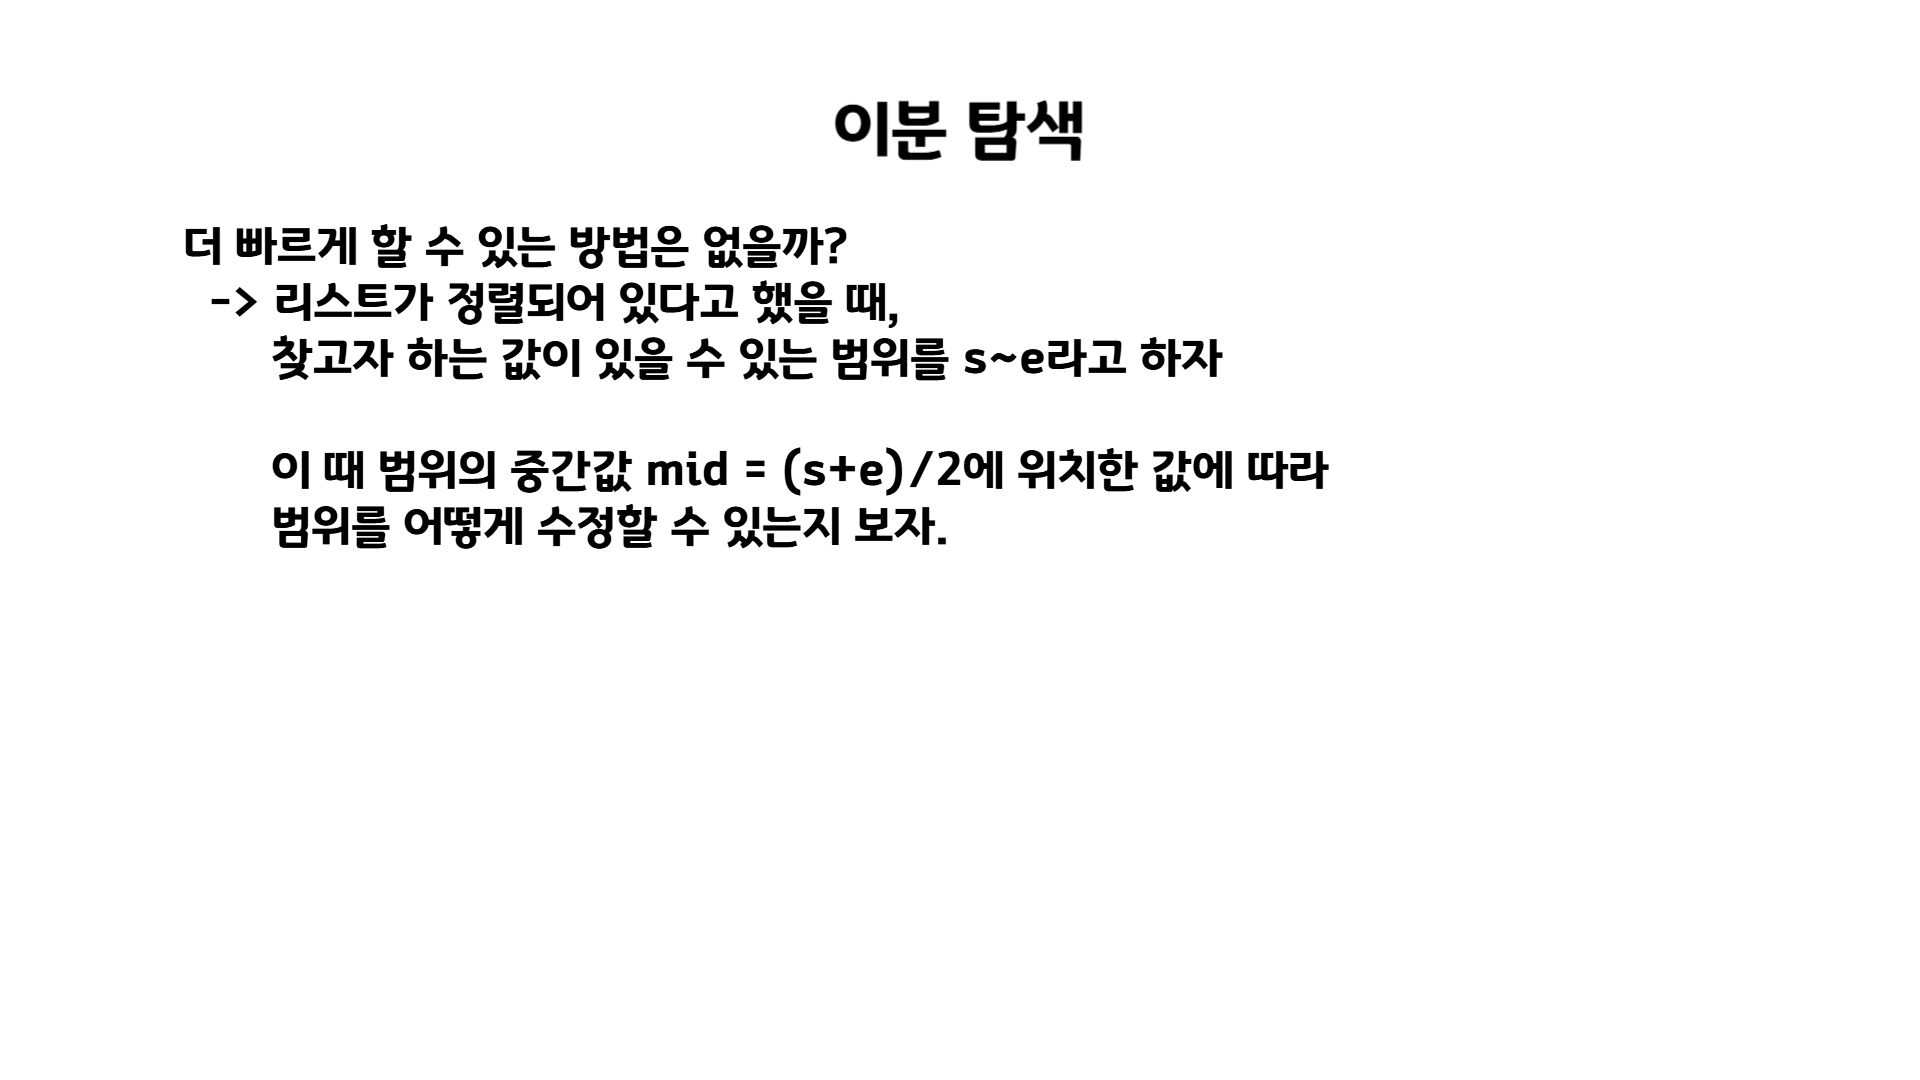 이분 탐색
더 빠르게 할 수 있는 방법은 없을까?
-> 리스트가 정렬되어 있다고 했을 때,
찾고자 하는 값이 있을 수 있는 범위를 s~e라고 하자
이 때 범위의 중간값 mid = (s+e)/2에 위치한 값에 따라
범위를 어떻게 수정할 수 있는지 보자.